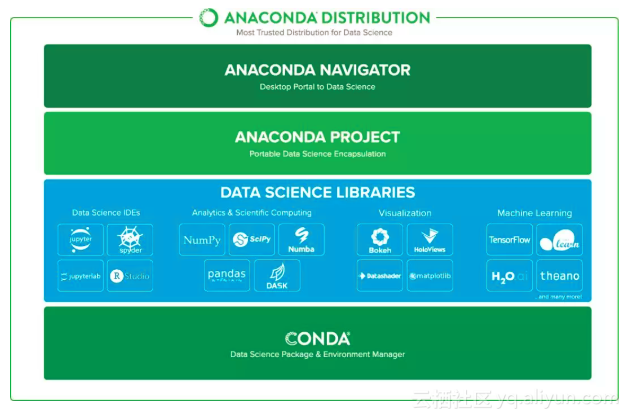 ANACONDA® DISTRIBUTION
Most Trusted Distribution for Data Science
ANACONDA NAVIGATOR
Desktop Portal to Data Science
ANACONDA PROJECT
Portable Data Science Encapsulation
DATA SCIENCE LIBRARIES
Data Science IDEs
jupyter
spyder
jupyterlab
R Studio
Analytics & Scientific Computing
NumPy
SciPy
Numba
pandas
DASK
Visualization
Bokeh
HoloViews
Datashader
matplotlib
Machine Learning
TensorFlow
learn
H2O.ai
theano
...and many more!
CONDA®
Data Science Package & Environment Manager
云栖社区 yq.aliyun.com